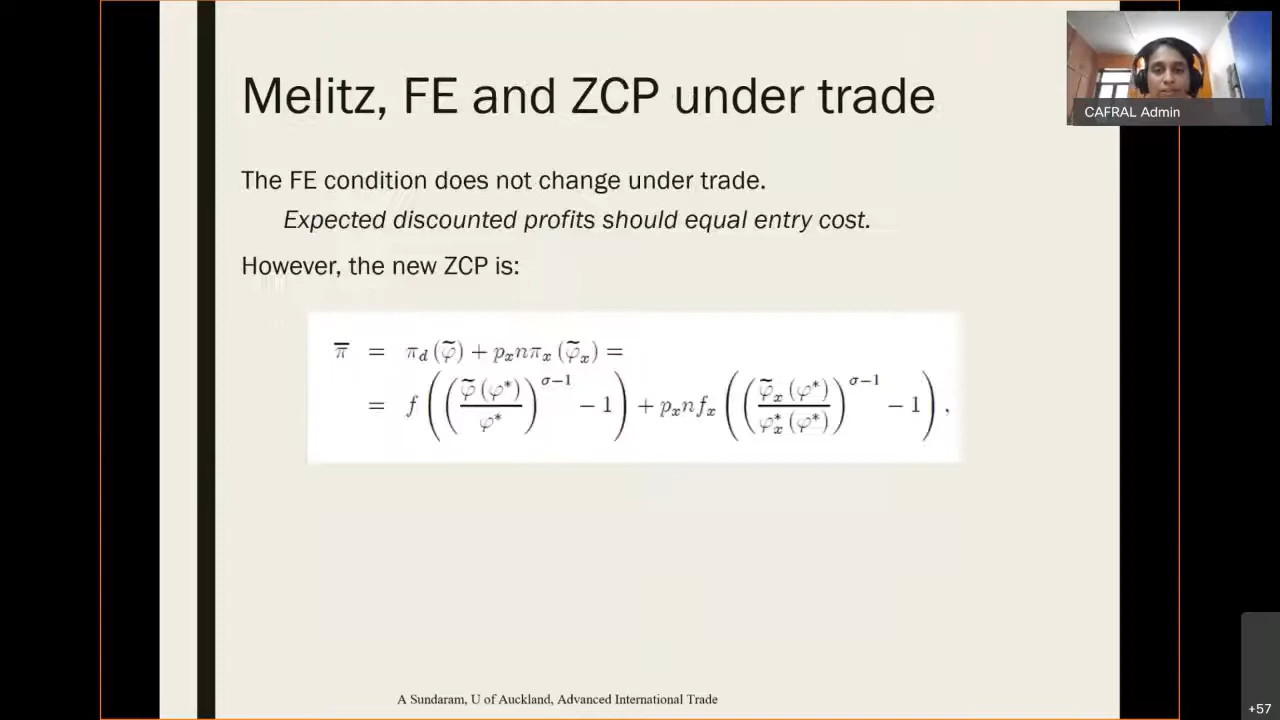 Melitz, FE and ZCP under trade
CAFRAL Admin
The FE condition does not change under trade.
Expected discounted profits should equal entry cost.
However, the new ZCP is:
π̅ = π_d (φ̃) + p_x nπ_x (φ̃_x) =
= f ( ( φ̃ (φ*) / φ* )^{σ−1} − 1 ) + p_x n f_x ( ( φ̃_x (φ*) / φ*_x (φ*) )^{σ−1} − 1 ) ,
A Sundaram, U of Auckland, Advanced International Trade
+57